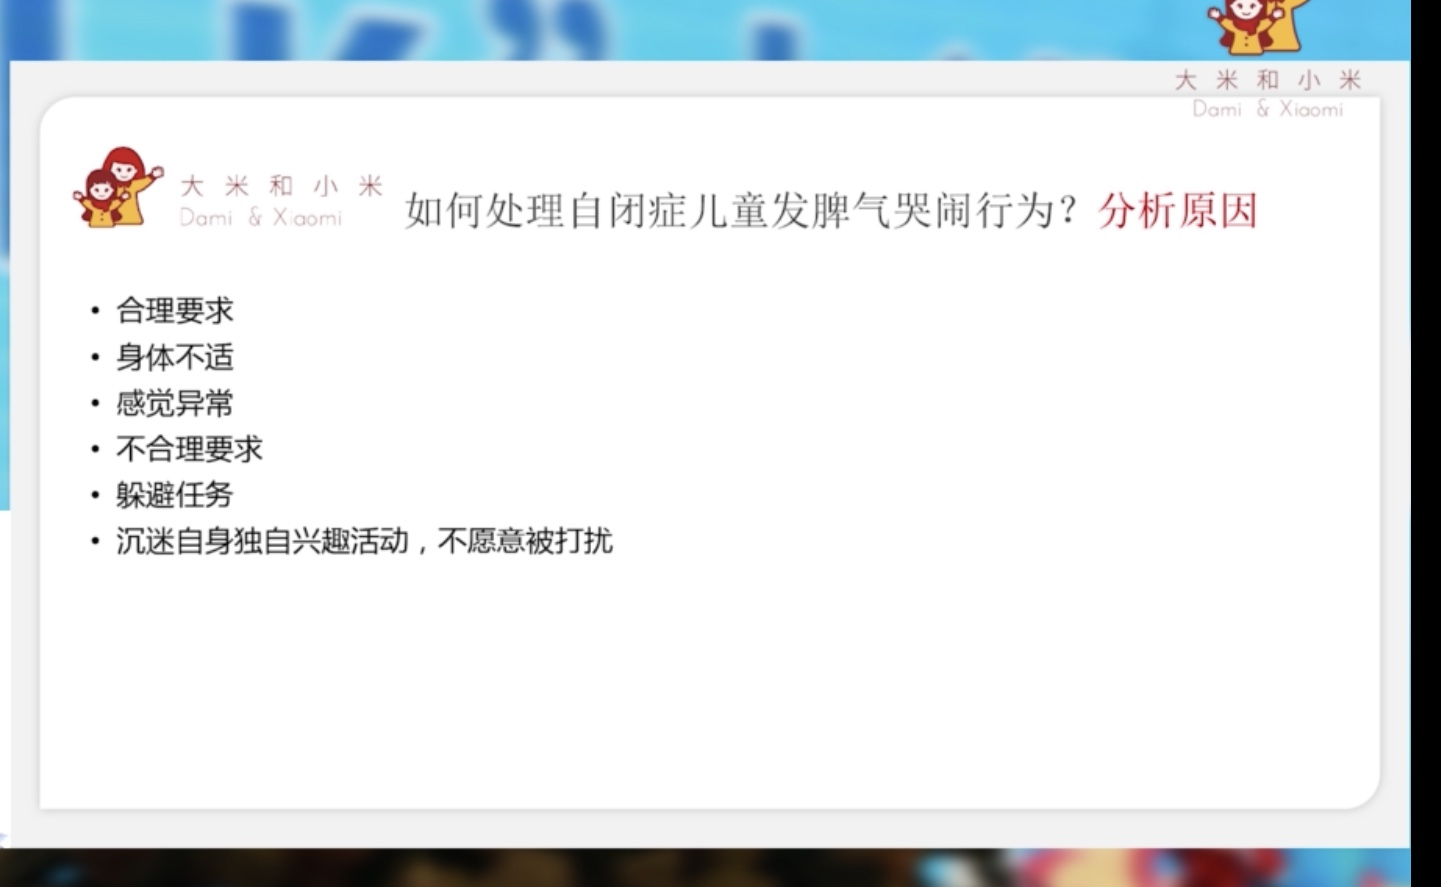 大米和小米
Dami & Xiaomi
大米和小米
Dami & Xiaomi
如何处理自闭症儿童发脾气哭闹行为？分析原因
• 合理要求
• 身体不适
• 感觉异常
• 不合理要求
• 躲避任务
• 沉迷自身独自兴趣活动，不愿意被打扰